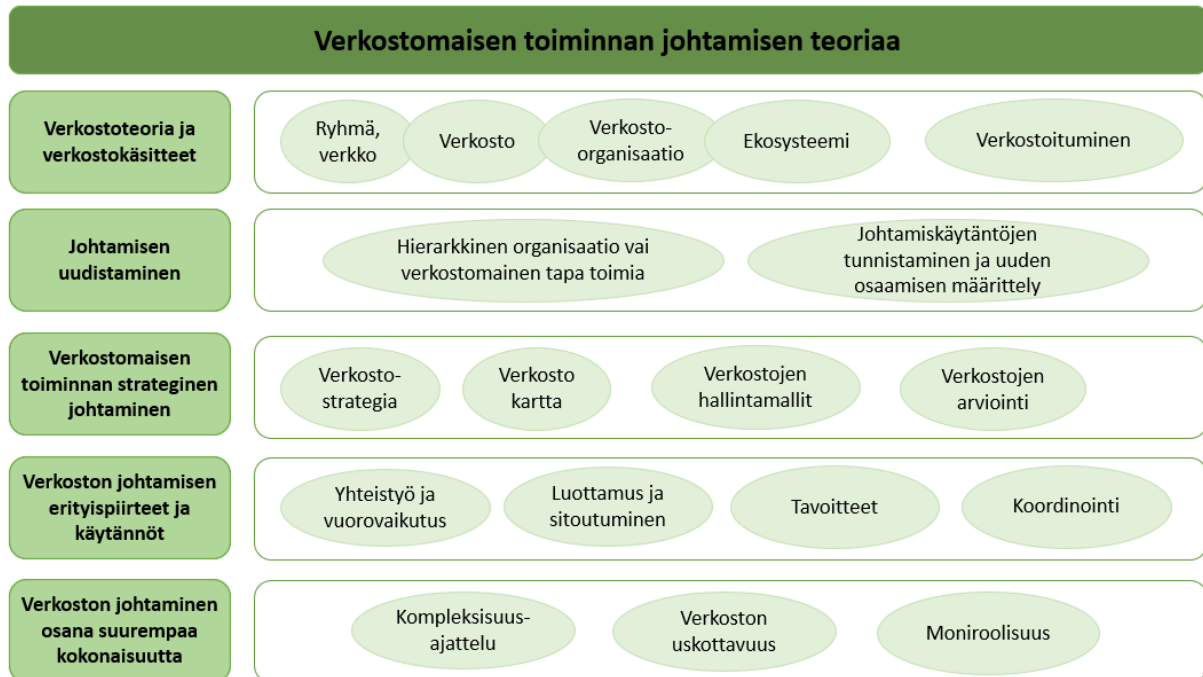 Verkostomaisen toiminnan johtamisen teoriaa
Verkostoteoria ja
verkostokäsitteet
Ryhmä,
verkko
Verkosto
Verkosto-
organisaatio
Ekosysteemi
Verkostoituminen
Johtamisen
uudistaminen
Hierarkkinen organisaatio vai
verkostomainen tapa toimia
Johtamiskäytäntöjen
tunnistaminen ja uuden
osaamisen määrittely
Verkostomaisen
toiminnan strateginen
johtaminen
Verkosto-
strategia
Verkosto
kartta
Verkostojen
hallintamallit
Verkostojen
arviointi
Verkoston johtamisen
erityispiirteet ja
käytännöt
Yhteistyö ja
vuorovaikutus
Luottamus ja
sitoutuminen
Tavoitteet
Koordinointi
Verkoston johtaminen
osana suurempaa
kokonaisuutta
Kompleksisuus-
ajattelu
Verkoston
uskottavuus
Moniroolisuus